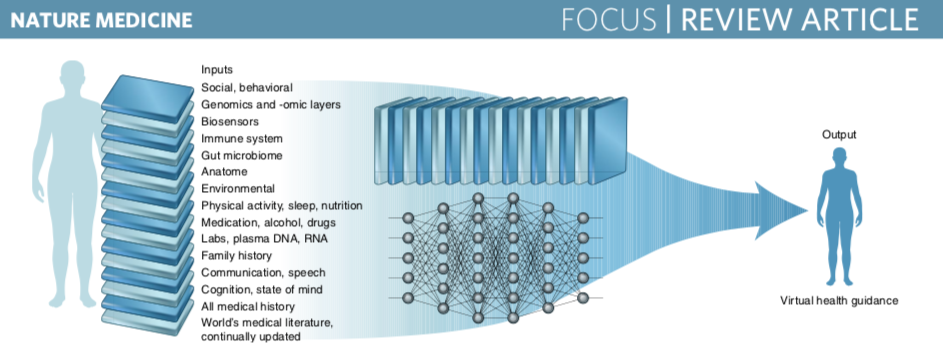 NATURE MEDICINE
FOCUS | REVIEW ARTICLE
Inputs
Social, behavioral
Genomics and -omic layers
Biosensors
Immune system
Gut microbiome
Anatome
Environmental
Physical activity, sleep, nutrition
Medication, alcohol, drugs
Labs, plasma DNA, RNA
Family history
Communication, speech
Cognition, state of mind
All medical history
World's medical literature,
continually updated
Output
Virtual health guidance